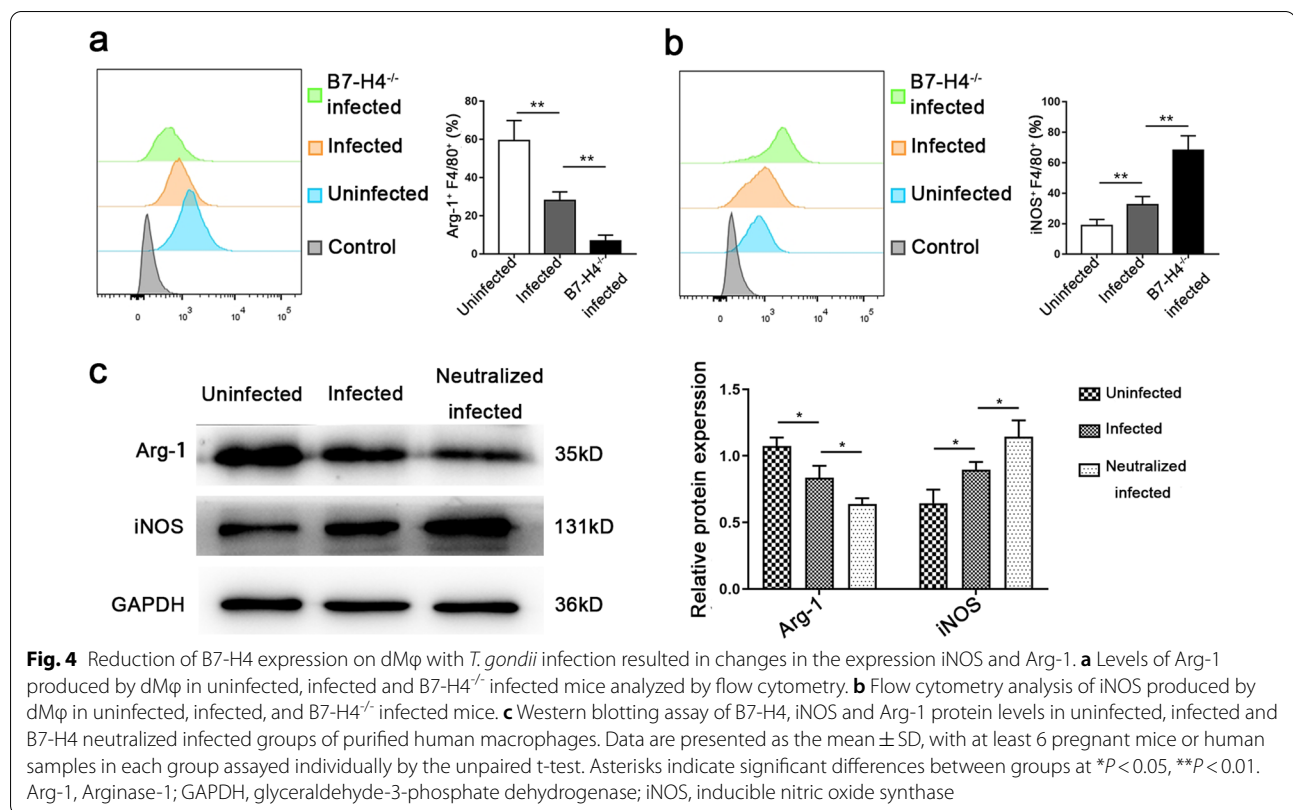 a
B7-H4-/- infected
Infected
Uninfected
Control
0 10³ 10⁴ 10⁵
Arg-1⁺ F4/80⁺ (%)
80
60
40
20
0
**
**
Uninfected
Infected
B7-H4-/- infected
b
B7-H4-/- infected
Infected
Uninfected
Control
0 10³ 10⁴ 10⁵
iNOS⁺ F4/80⁺ (%)
100
80
60
40
20
0
**
**
Uninfected
Infected
B7-H4-/- infected
c
Uninfected Infected Neutralized infected
Arg-1 35kD
iNOS 131kD
GAPDH 36kD
Relative protein experssion
1.5
1.0
0.5
0.0
*
*
*
*
Arg-1 iNOS
Uninfected
Infected
Neutralized
infected
Fig. 4 Reduction of B7-H4 expression on dMφ with T. gondii infection resulted in changes in the expression iNOS and Arg-1. a Levels of Arg-1
produced by dMφ in uninfected, infected and B7-H4-/- infected mice analyzed by flow cytometry. b Flow cytometry analysis of iNOS produced by
dMφ in uninfected, infected, and B7-H4-/- infected mice. c Western blotting assay of B7-H4, iNOS and Arg-1 protein levels in uninfected, infected and
B7-H4 neutralized infected groups of purified human macrophages. Data are presented as the mean ± SD, with at least 6 pregnant mice or human
samples in each group assayed individually by the unpaired t-test. Asterisks indicate significant differences between groups at *P < 0.05, **P < 0.01.
Arg-1, Arginase-1; GAPDH, glyceraldehyde-3-phosphate dehydrogenase; iNOS, inducible nitric oxide synthase